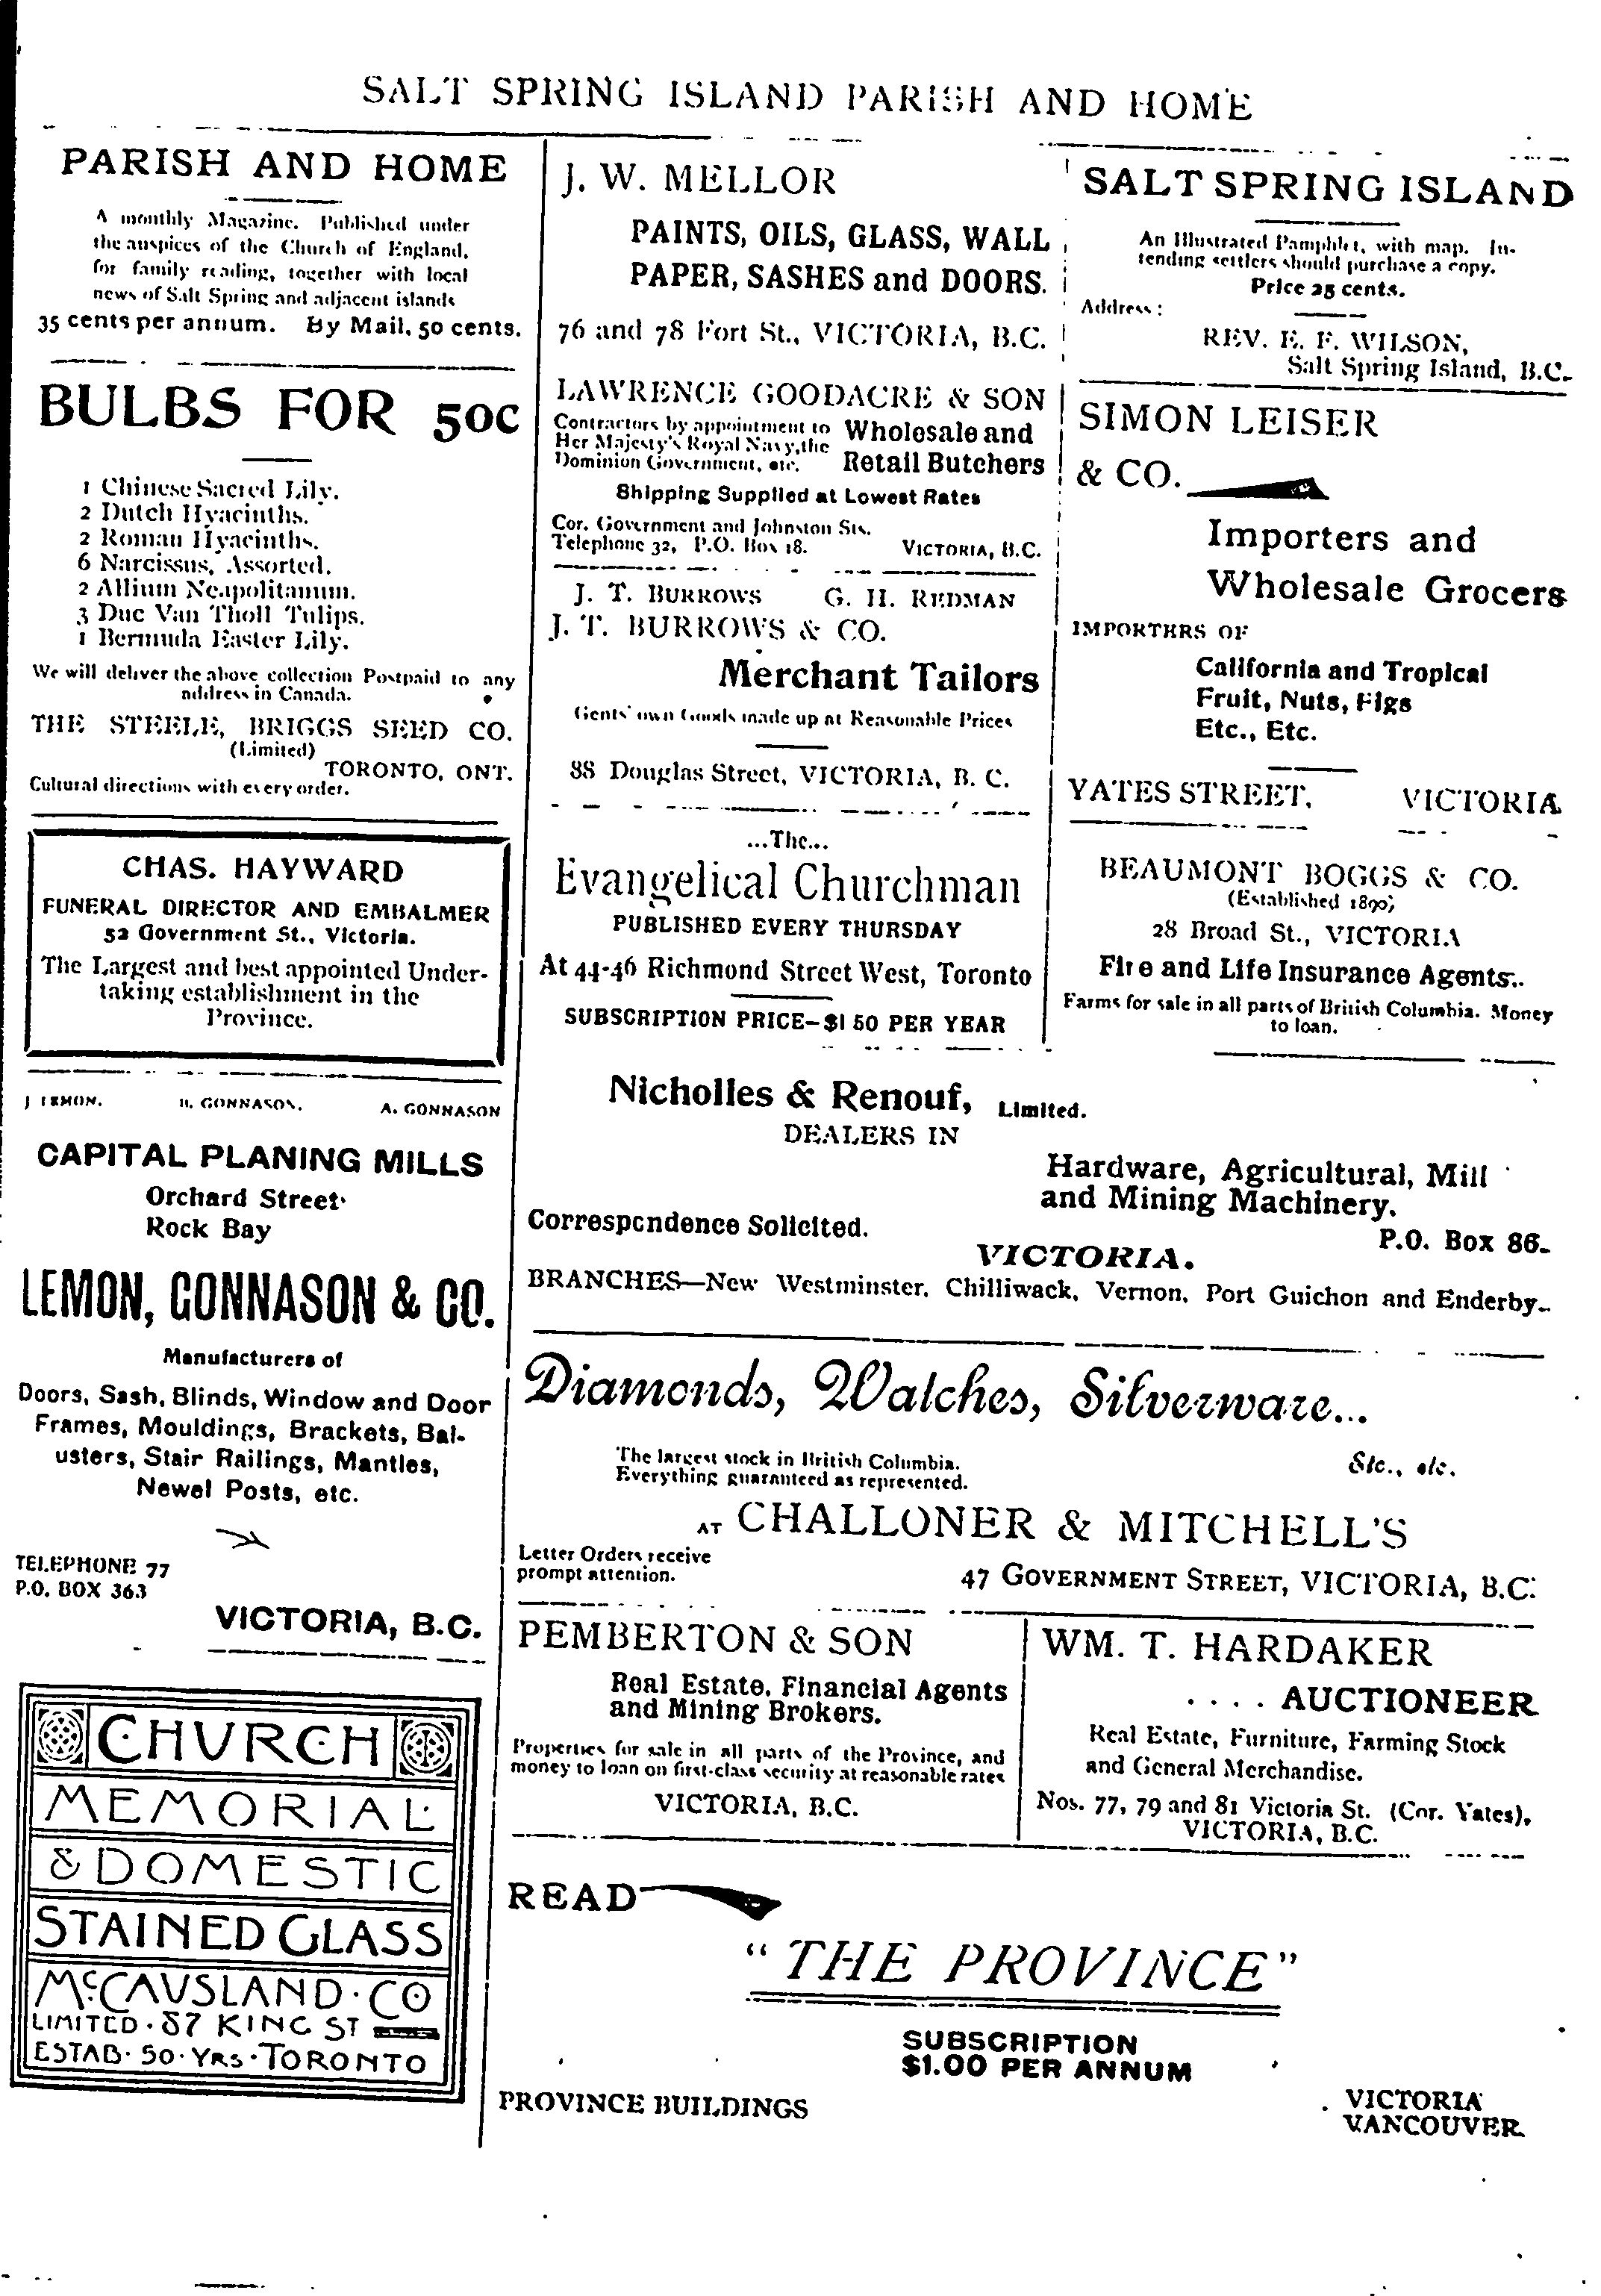 SALT SPRING ISLAND PARISH AND HOME
PARISH AND HOME
A monthly Magazine. Published under
the auspices of the Church of England,
for family reading, together with local
news of Salt Spring and adjacent islands
35 cents per annum. By Mail, 50 cents.
BULBS FOR 50C
1 Chinese Sacred Lily.
2 Dutch Hyacinths.
2 Roman Hyacinths.
6 Narcissus, Assorted.
2 Allium Neapolitanum.
3 Duc Van Tholl Tulips.
1 Bermuda Easter Lily.
We will deliver the above collection Postpaid to any
address in Canada.
THE STEELE, BRIGGS SEED CO.
(Limited)
TORONTO, ONT.
Cultural directions with every order.
CHAS. HAYWARD
FUNERAL DIRECTOR AND EMBALMER
52 Government St., Victoria.
The Largest and best appointed Under-
taking establishment in the
Province.
J LEMON. H. GONNASON. A. GONNASON
CAPITAL PLANING MILLS
Orchard Street
Rock Bay
LEMON, GONNASON & CO.
Manufacturers of
Doors, Sash, Blinds, Window and Door
Frames, Mouldings, Brackets, Bal-
usters, Stair Railings, Mantles,
Newel Posts, etc.
TELEPHONE 77
P.O. BOX 363
VICTORIA, B.C.
CHURCH
MEMORIAL
& DOMESTIC
STAINED GLASS
McCAUSLAND · CO
LIMITED · 87 KING ST
ESTAB · 50 · YRS · TORONTO
J. W. MELLOR
PAINTS, OILS, GLASS, WALL
PAPER, SASHES and DOORS.
76 and 78 Fort St., VICTORIA, B.C.
LAWRENCE GOODACRE & SON
Contractors by appointment to
Her Majesty's Royal Navy, the
Dominion Government, etc.
Wholesale and
Retail Butchers
Shipping Supplied at Lowest Rates
Cor. Government and Johnston Sts.
Telephone 32, P.O. Box 18. VICTORIA, B.C.
J. T. BURROWS G. H. REDMAN
J. T. BURROWS & CO.
Merchant Tailors
Gents' own Goods made up at Reasonable Prices
88 Douglas Street, VICTORIA, B. C.
...The...
Evangelical Churchman
PUBLISHED EVERY THURSDAY
At 44-46 Richmond Street West, Toronto
SUBSCRIPTION PRICE—$1 50 PER YEAR
SALT SPRING ISLAND
An Illustrated Pamphlet, with map. In-
tending settlers should purchase a copy.
Price 25 cents.
Address:
REV. E. F. WILSON,
Salt Spring Island, B.C.
SIMON LEISER
& CO.
Importers and
Wholesale Grocers
IMPORTERS OF
California and Tropical
Fruit, Nuts, Figs
Etc., Etc.
YATES STREET, VICTORIA
BEAUMONT BOGGS & CO.
(Established 1890)
28 Broad St., VICTORIA
Fire and Life Insurance Agents.
Farms for sale in all parts of British Columbia. Money
to loan.
Nicholles & Renouf, Limited.
DEALERS IN
Hardware, Agricultural, Mill
and Mining Machinery.
Correspondence Solicited.
P.O. Box 86.
VICTORIA.
BRANCHES—New Westminster, Chilliwack, Vernon, Port Guichon and Enderby.
Diamonds, Watches, Silverware...
The largest stock in British Columbia.
Everything guaranteed as represented.
Etc., etc.
AT CHALLONER & MITCHELL'S
Letter Orders receive
prompt attention.
47 GOVERNMENT STREET, VICTORIA, B.C.
PEMBERTON & SON
Real Estate, Financial Agents
and Mining Brokers.
Properties for sale in all parts of the Province, and
money to loan on first-class security at reasonable rates
VICTORIA, B.C.
WM. T. HARDAKER
.... AUCTIONEER
Real Estate, Furniture, Farming Stock
and General Merchandise.
Nos. 77, 79 and 81 Victoria St. (Cor. Yates),
VICTORIA, B.C.
READ
"THE PROVINCE"
SUBSCRIPTION
$1.00 PER ANNUM
PROVINCE BUILDINGS
VICTORIA
VANCOUVER